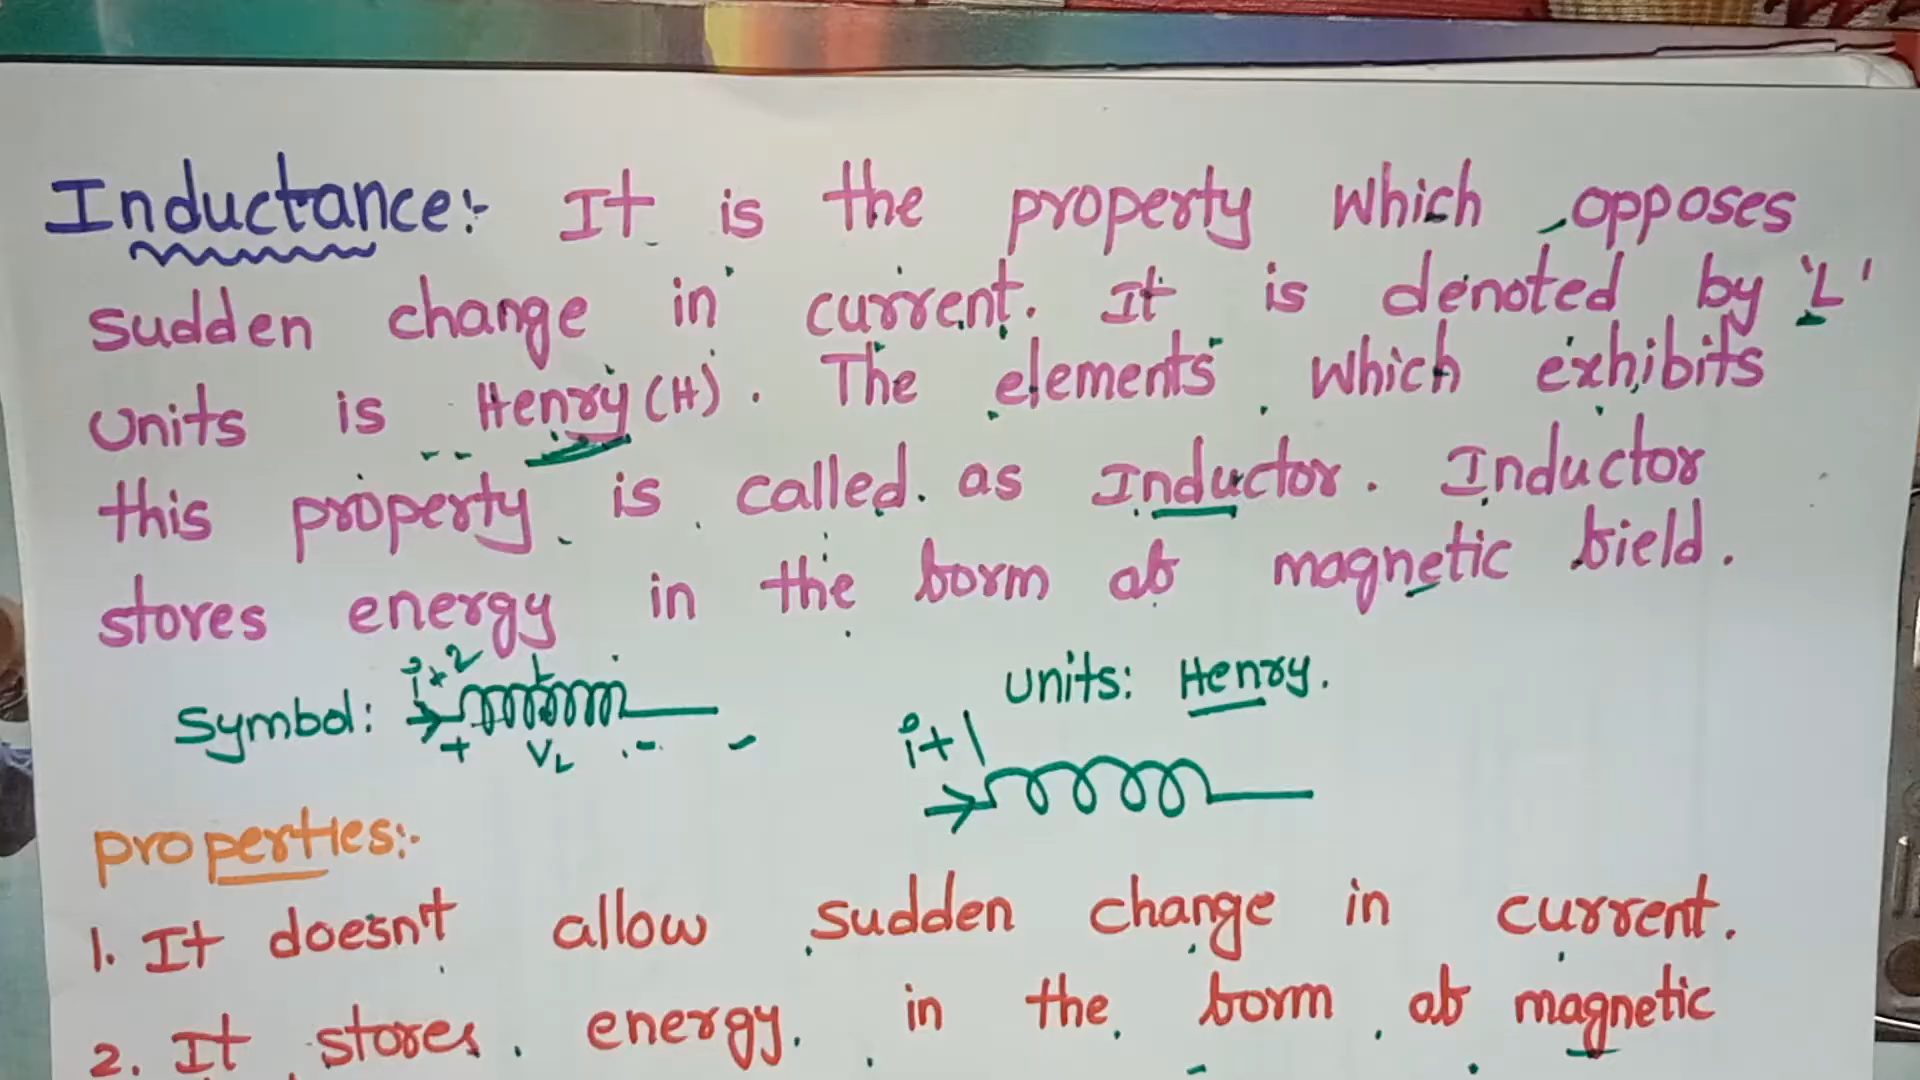 Inductance:- It is the property which opposes
sudden change in current. It is denoted by 'L'
units is Henry (H). The elements which exhibits
this property is called as Inductor. Inductor
stores energy in the form of magnetic field.
Symbol: i+2 L + VL -
units: Henry.
i+1
properties:-
1. It doesn't allow sudden change in current.
2. It stores energy in the form of magnetic